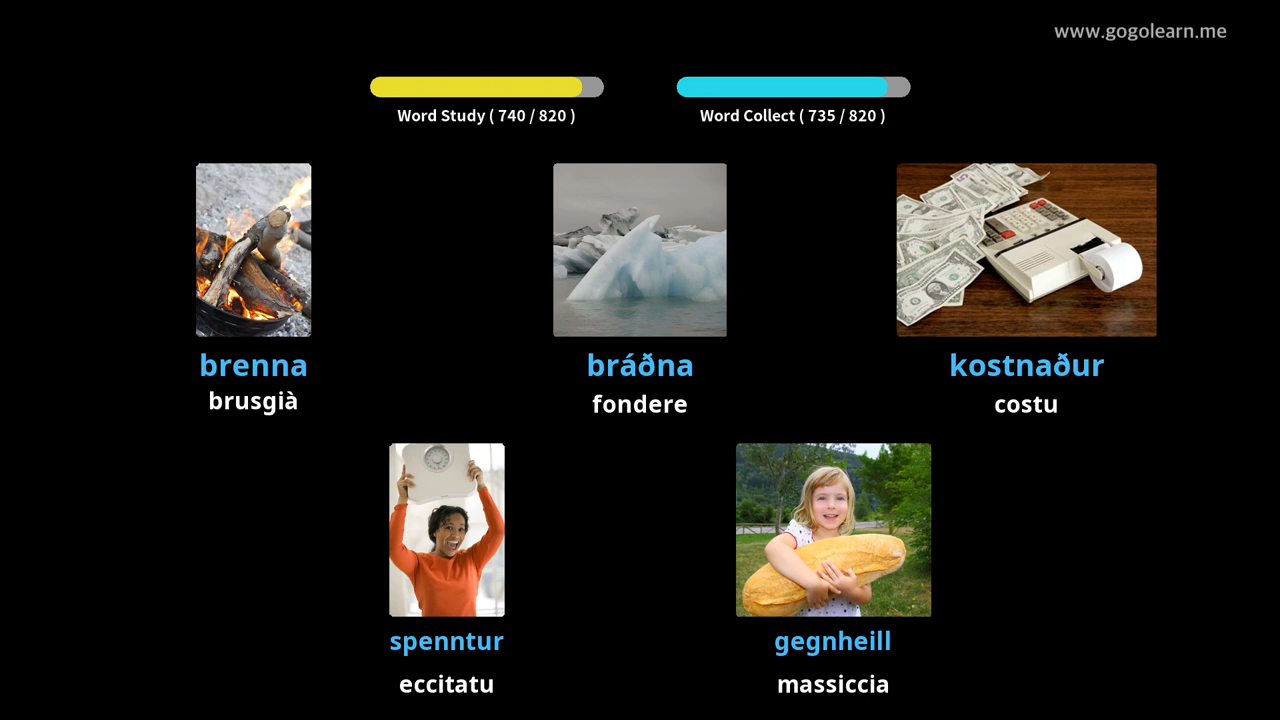 www.gogolearn.me
Word Study ( 740 / 820 )
Word Collect ( 735 / 820 )
brenna
brusgià
bráðna
fondere
kostnaður
costu
spenntur
eccitatu
gegnheill
massiccia